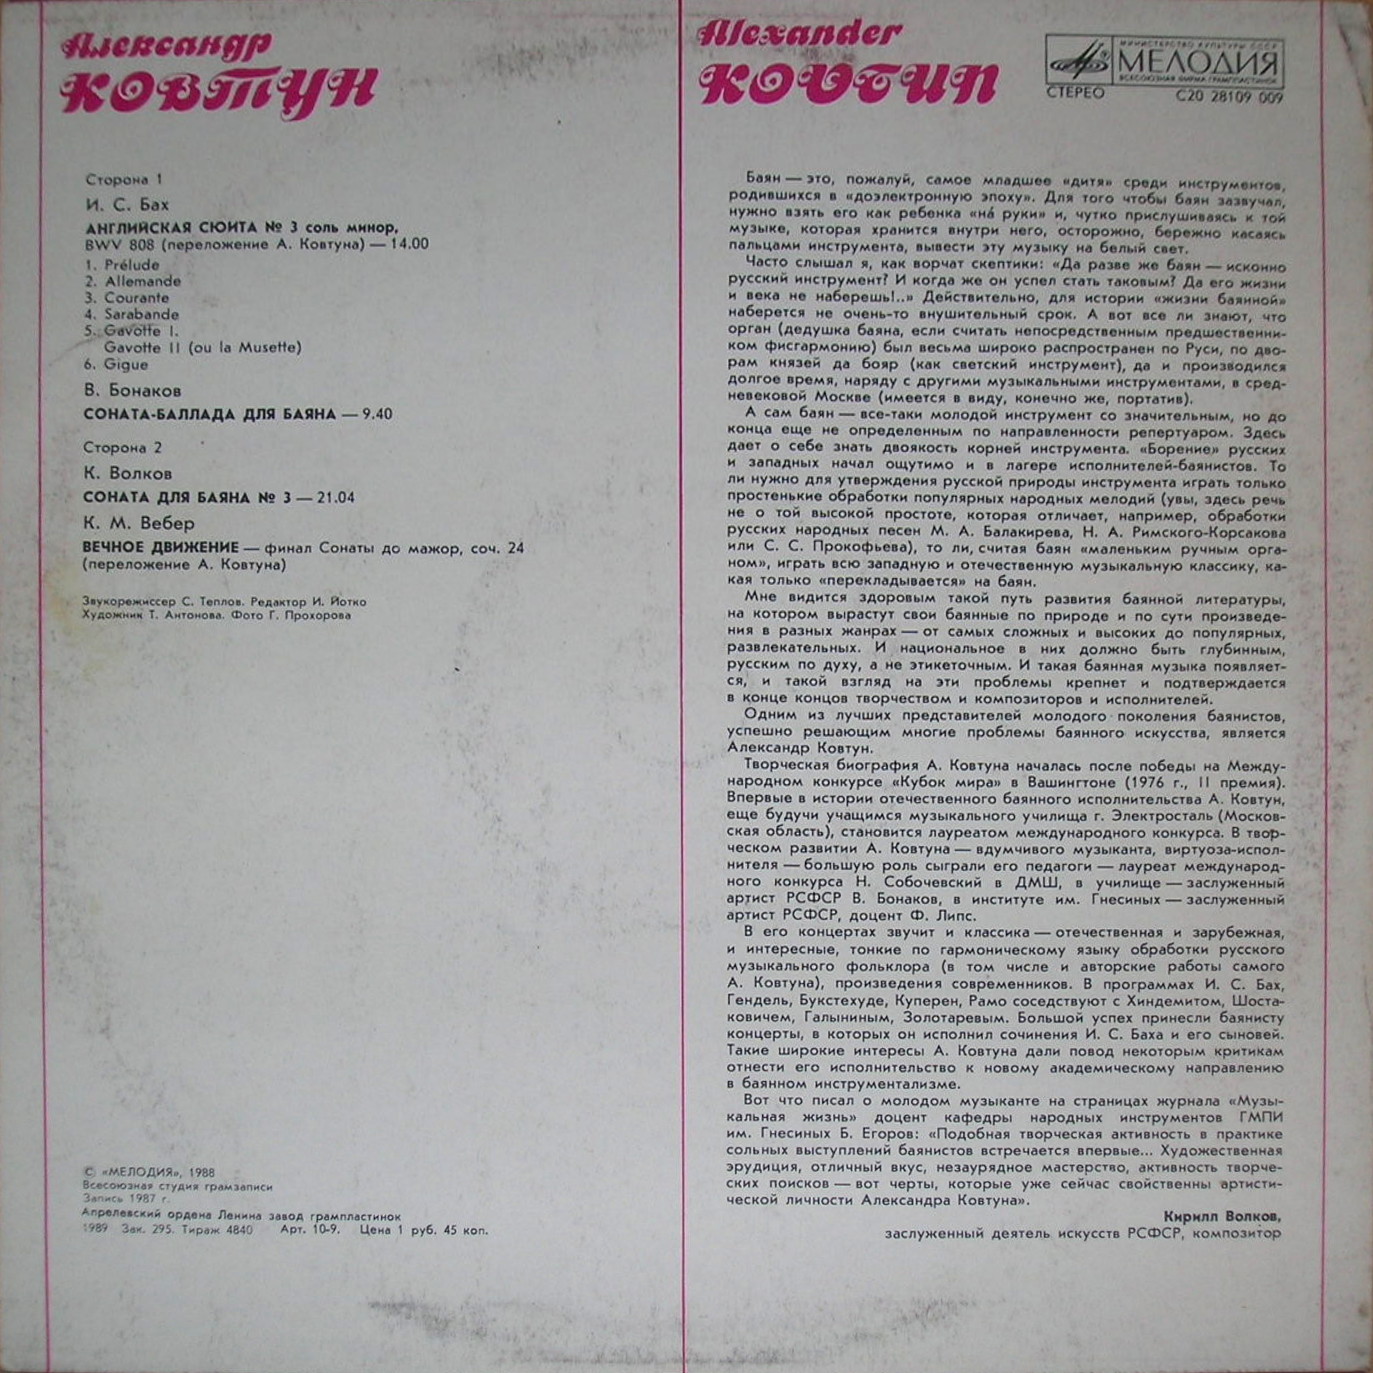 Александр
КОВТУН
Сторона 1
И. С. Бах
АНГЛИЙСКАЯ СЮИТА № 3 соль минор,
BWV 808 (переложение А. Ковтуна) — 14.00
1. Prélude
2. Allemande
3. Courante
4. Sarabande
5. Gavotte I.
Gavotte II (ou la Musette)
6. Gigue
В. Бонаков
СОНАТА-БАЛЛАДА ДЛЯ БАЯНА — 9.40
Сторона 2
К. Волков
СОНАТА ДЛЯ БАЯНА № 3 — 21.04
К. М. Вебер
ВЕЧНОЕ ДВИЖЕНИЕ — финал Сонаты до мажор, соч. 24
(переложение А. Ковтуна)
Звукорежиссер С. Теплов. Редактор И. Йотко
Художник Т. Антонова. Фото Г. Прохорова
© «МЕЛОДИЯ», 1988
Всесоюзная студия грамзаписи
Запись 1987 г.
Апрелевский ордена Ленина завод грампластинок
1989 Зак. 295. Тираж 4840 Арт. 10-9. Цена 1 руб. 45 коп.
Alexander
KOVTUN
МИНИСТЕРСТВО КУЛЬТУРЫ СССР
МЕЛОДИЯ
ВСЕСОЮЗНАЯ ФИРМА ГРАМПЛАСТИНОК
СТЕРЕО С20 28109 009
Баян — это, пожалуй, самое младшее «дитя» среди инструментов,
родившихся в «доэлектронную эпоху». Для того чтобы баян зазвучал,
нужно взять его как ребенка «на́ руки» и, чутко прислушиваясь к той
музыке, которая хранится внутри него, осторожно, бережно касаясь
пальцами инструмента, вывести эту музыку на белый свет.
Часто слышал я, как ворчат скептики: «Да разве же баян — исконно
русский инструмент? И когда же он успел стать таковым? Да его жизни
и века не наберешь!..» Действительно, для истории «жизни баянной»
наберется не очень-то внушительный срок. А вот все ли знают, что
орган (дедушка баяна, если считать непосредственным предшественни-
ком фисгармонию) был весьма широко распространен по Руси, по дво-
рам князей да бояр (как светский инструмент), да и производился
долгое время, наряду с другими музыкальными инструментами, в сред-
невековой Москве (имеется в виду, конечно же, портатив).
А сам баян — все-таки молодой инструмент со значительным, но до
конца еще не определенным по направленности репертуаром. Здесь
дает о себе знать двоякость корней инструмента. «Борение» русских
и западных начал ощутимо и в лагере исполнителей-баянистов. То
ли нужно для утверждения русской природы инструмента играть только
простенькие обработки популярных народных мелодий (увы, здесь речь
не о той высокой простоте, которая отличает, например, обработки
русских народных песен М. А. Балакирева, Н. А. Римского-Корсакова
или С. С. Прокофьева), то ли, считая баян «маленьким ручным орга-
ном», играть всю западную и отечественную музыкальную классику, ка-
кая только «перекладывается» на баян.
Мне видится здоровым такой путь развития баянной литературы,
на котором вырастут свои баянные по природе и по сути произведе-
ния в разных жанрах — от самых сложных и высоких до популярных,
развлекательных. И национальное в них должно быть глубинным,
русским по духу, а не этикеточным. И такая баянная музыка появляет-
ся, и такой взгляд на эти проблемы крепнет и подтверждается
в конце концов творчеством и композиторов и исполнителей.
Одним из лучших представителей молодого поколения баянистов,
успешно решающим многие проблемы баянного искусства, является
Александр Ковтун.
Творческая биография А. Ковтуна началась после победы на Между-
народном конкурсе «Кубок мира» в Вашингтоне (1976 г., II премия).
Впервые в истории отечественного баянного исполнительства А. Ковтун,
еще будучи учащимся музыкального училища г. Электросталь (Москов-
ская область), становится лауреатом международного конкурса. В твор-
ческом развитии А. Ковтуна — вдумчивого музыканта, виртуоза-испол-
нителя — большую роль сыграли его педагоги — лауреат международ-
ного конкурса Н. Собочевский в ДМШ, в училище — заслуженный
артист РСФСР В. Бонаков, в институте им. Гнесиных — заслуженный
артист РСФСР, доцент Ф. Липс.
В его концертах звучит и классика — отечественная и зарубежная,
и интересные, тонкие по гармоническому языку обработки русского
музыкального фольклора (в том числе и авторские работы самого
А. Ковтуна), произведения современников. В программах И. С. Бах,
Гендель, Букстехуде, Куперен, Рамо соседствуют с Хиндемитом, Шоста-
ковичем, Галыниным, Золотаревым. Большой успех принесли баянисту
концерты, в которых он исполнил сочинения И. С. Баха и его сыновей.
Такие широкие интересы А. Ковтуна дали повод некоторым критикам
отнести его исполнительство к новому академическому направлению
в баянном инструментализме.
Вот что писал о молодом музыканте на страницах журнала «Музы-
кальная жизнь» доцент кафедры народных инструментов ГМПИ
им. Гнесиных Б. Егоров: «Подобная творческая активность в практике
сольных выступлений баянистов встречается впервые... Художественная
эрудиция, отличный вкус, незаурядное мастерство, активность творче-
ских поисков — вот черты, которые уже сейчас свойственны артисти-
ческой личности Александра Ковтуна».
Кирилл Волков,
заслуженный деятель искусств РСФСР, композитор